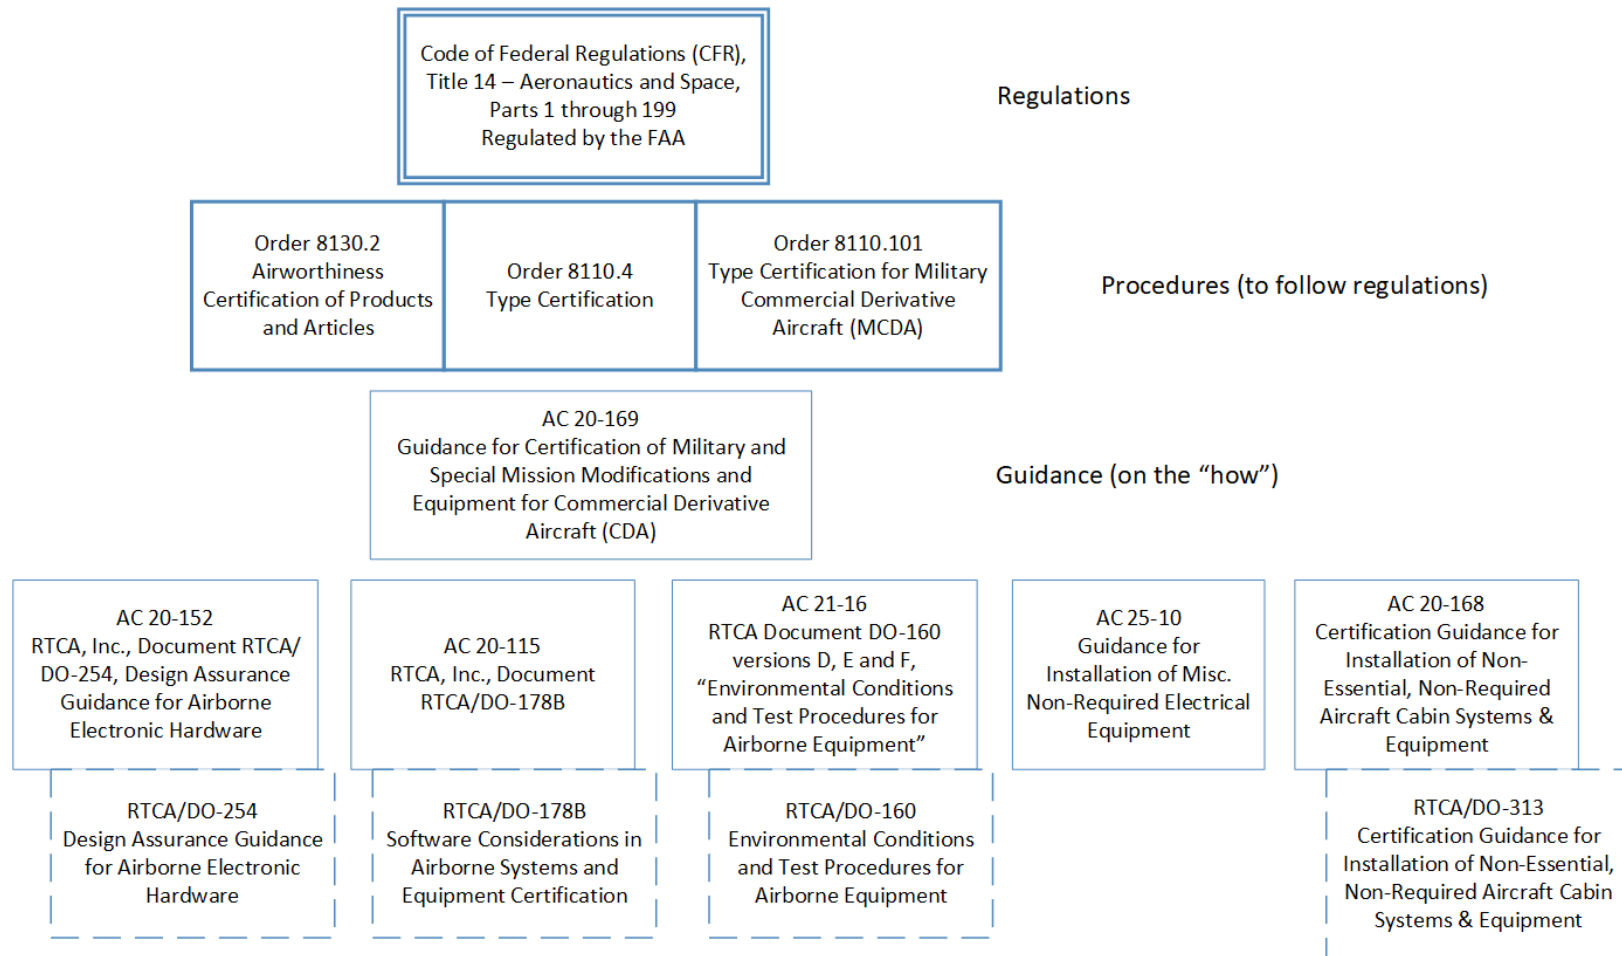 Code of Federal Regulations (CFR),
Title 14 – Aeronautics and Space,
Parts 1 through 199
Regulated by the FAA
Regulations
Order 8130.2
Airworthiness
Certification of Products
and Articles
Order 8110.4
Type Certification
Order 8110.101
Type Certification for Military
Commercial Derivative
Aircraft (MCDA)
Procedures (to follow regulations)
AC 20-169
Guidance for Certification of Military and
Special Mission Modifications and
Equipment for Commercial Derivative
Aircraft (CDA)
Guidance (on the “how”)
AC 20-152
RTCA, Inc., Document RTCA/
DO-254, Design Assurance
Guidance for Airborne
Electronic Hardware
AC 20-115
RTCA, Inc., Document
RTCA/DO-178B
AC 21-16
RTCA Document DO-160
versions D, E and F,
“Environmental Conditions
and Test Procedures for
Airborne Equipment”
AC 25-10
Guidance for
Installation of Misc.
Non-Required Electrical
Equipment
AC 20-168
Certification Guidance for
Installation of Non-
Essential, Non-Required
Aircraft Cabin Systems &
Equipment
RTCA/DO-254
Design Assurance Guidance
for Airborne Electronic
Hardware
RTCA/DO-178B
Software Considerations in
Airborne Systems and
Equipment Certification
RTCA/DO-160
Environmental Conditions
and Test Procedures for
Airborne Equipment
RTCA/DO-313
Certification Guidance for
Installation of Non-Essential,
Non-Required Aircraft Cabin
Systems & Equipment